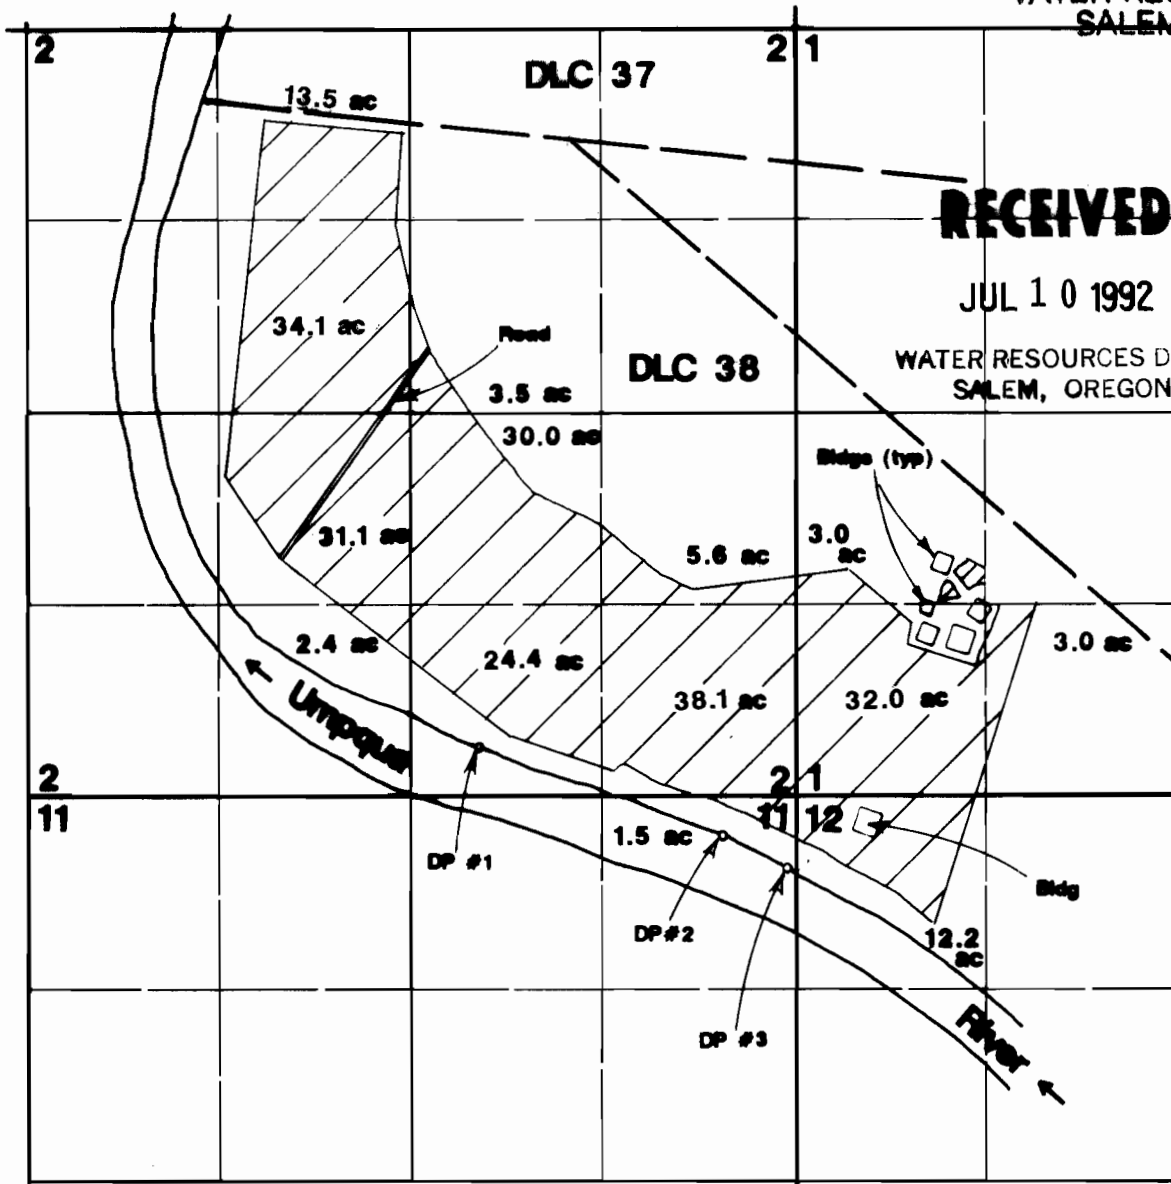 SALEM
2
2 1
DLC 37
13.5 ac
RECEIVED
JUL 10 1992
WATER RESOURCES D
SALEM, OREGON
34.1 ac
Road
DLC 38
3.5 ac
30.0 ac
Bldgs (typ)
31.1 ac
5.6 ac
3.0
ac
2.4 ac
24.4 ac
3.0 ac
38.1 ac
32.0 ac
Umpqua
2
11
2 1
11 12
1.5 ac
DP #1
Bldg
DP#2
12.2
ac
DP #3
River